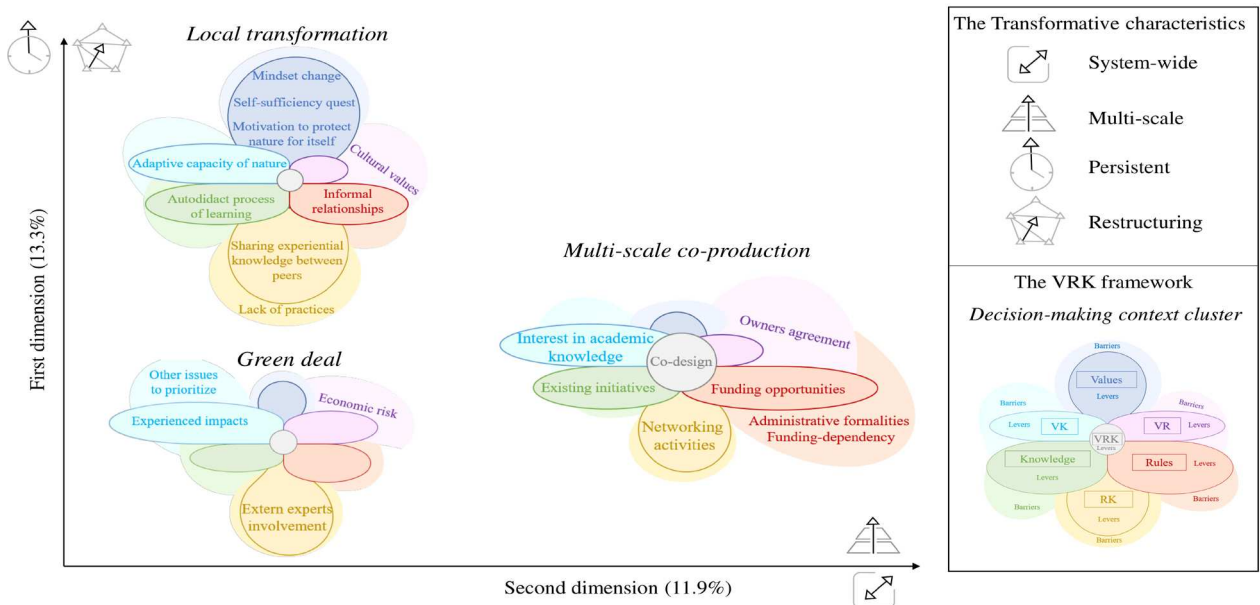 Local transformation
Mindset change
Self-sufficiency quest
Motivation to protect
nature for itself
Adaptive capacity of nature
Cultural values
Autodidact process
of learning
Informal
relationships
Sharing experiential
knowledge between
peers
Lack of practices
Green deal
Other issues
to prioritize
Economic risk
Experienced impacts
Extern experts
involvement
Multi-scale co-production
Owners agreement
Interest in academic
knowledge
Co-design
Existing initiatives
Funding opportunities
Networking
activities
Administrative formalities
Funding-dependency
First dimension (13.3%)
Second dimension (11.9%)
The Transformative characteristics
System-wide
Multi-scale
Persistent
Restructuring
The VRK framework
Decision-making context cluster
Barriers
Values
Levers
Barriers
Levers
VK
Barriers
VR
Levers
VRK
Levers
Knowledge
Levers
Barriers
Rules
Levers
Barriers
RK
Levers
Barriers